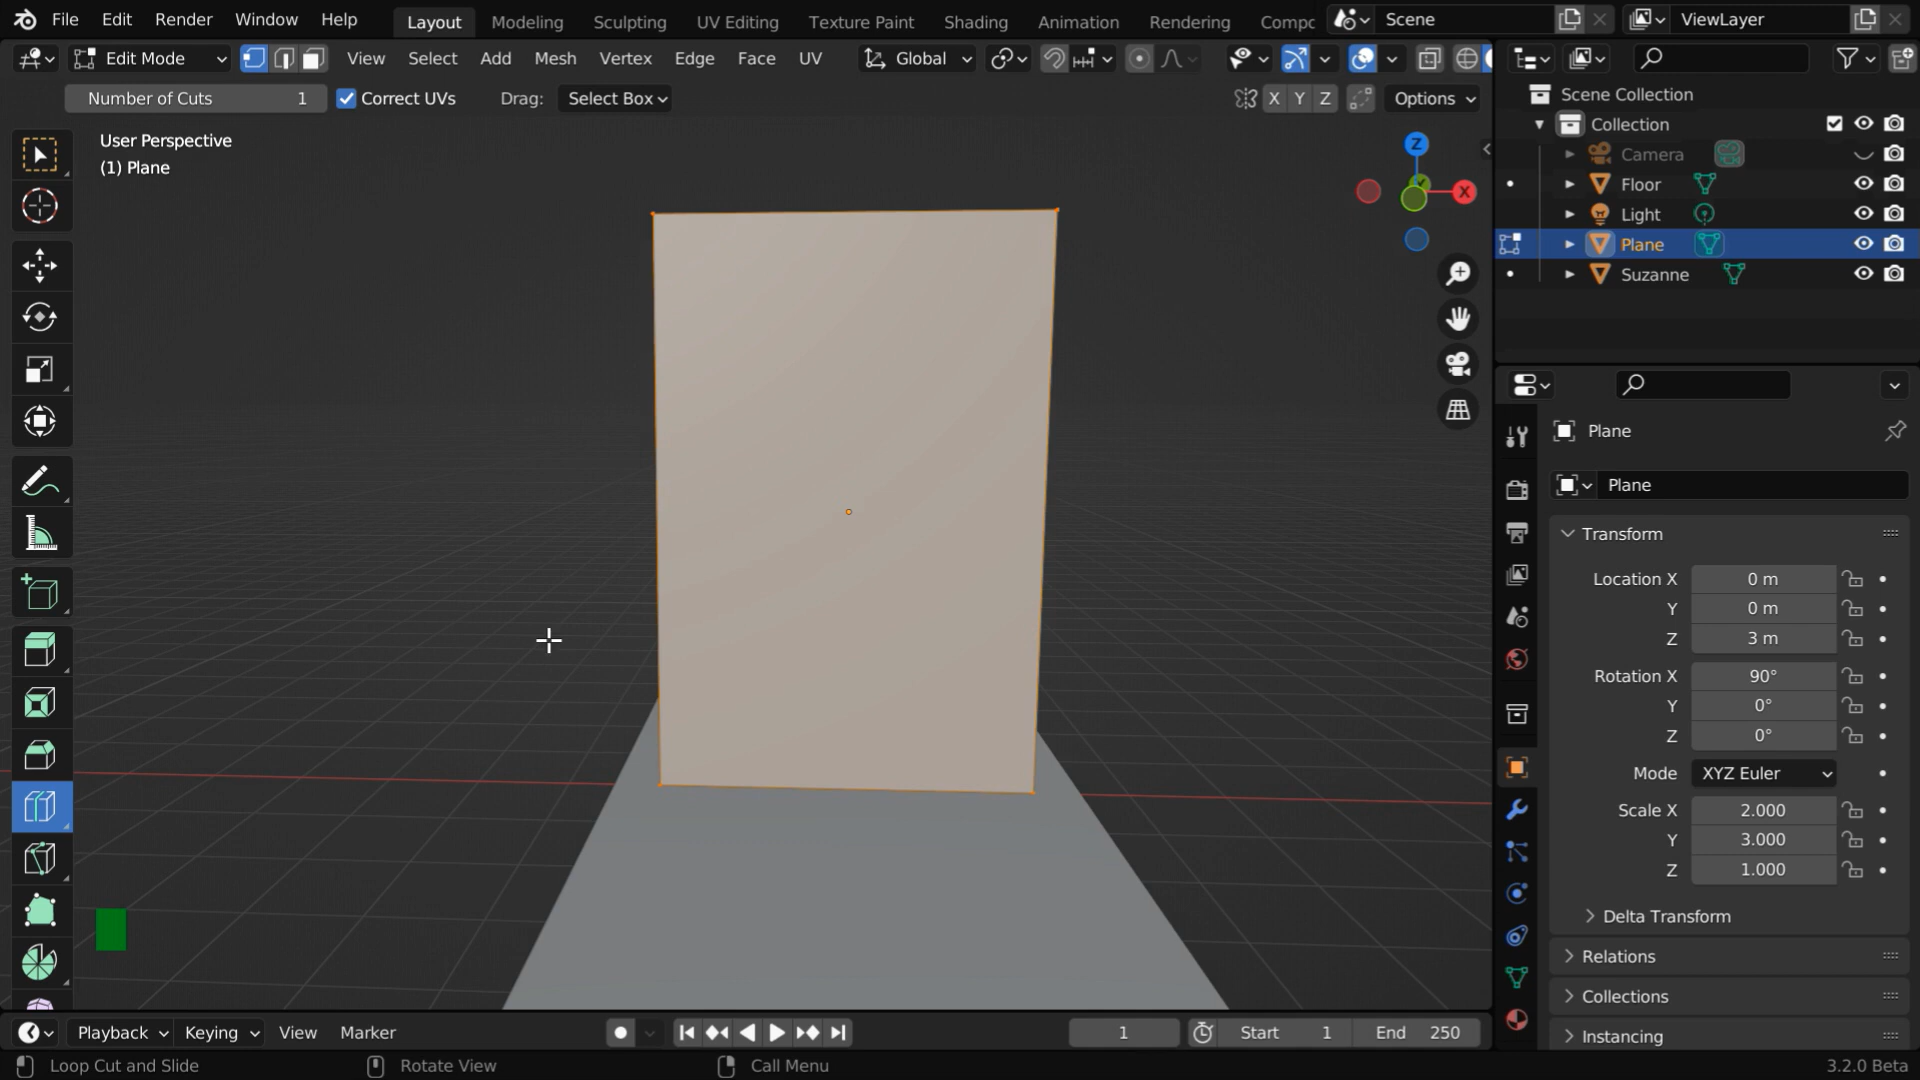 File Edit Render Window Help Layout Modeling Sculpting UV Editing Texture Paint Shading Animation Rendering Compc Scene ViewLayer
Edit Mode View Select Add Mesh Vertex Edge Face UV Global
Number of Cuts 1 Correct UVs Drag: Select Box X Y Z Options
User Perspective
(1) Plane
Z
X
Scene Collection
Collection
Camera
Floor
Light
Plane
Suzanne
Plane
Plane
Transform
Location X 0 m
Y 0 m
Z 3 m
Rotation X 90°
Y 0°
Z 0°
Mode XYZ Euler
Scale X 2.000
Y 3.000
Z 1.000
Delta Transform
Relations
Collections
Instancing
Playback Keying View Marker 1 Start 1 End 250
Loop Cut and Slide Rotate View Call Menu 3.2.0 Beta